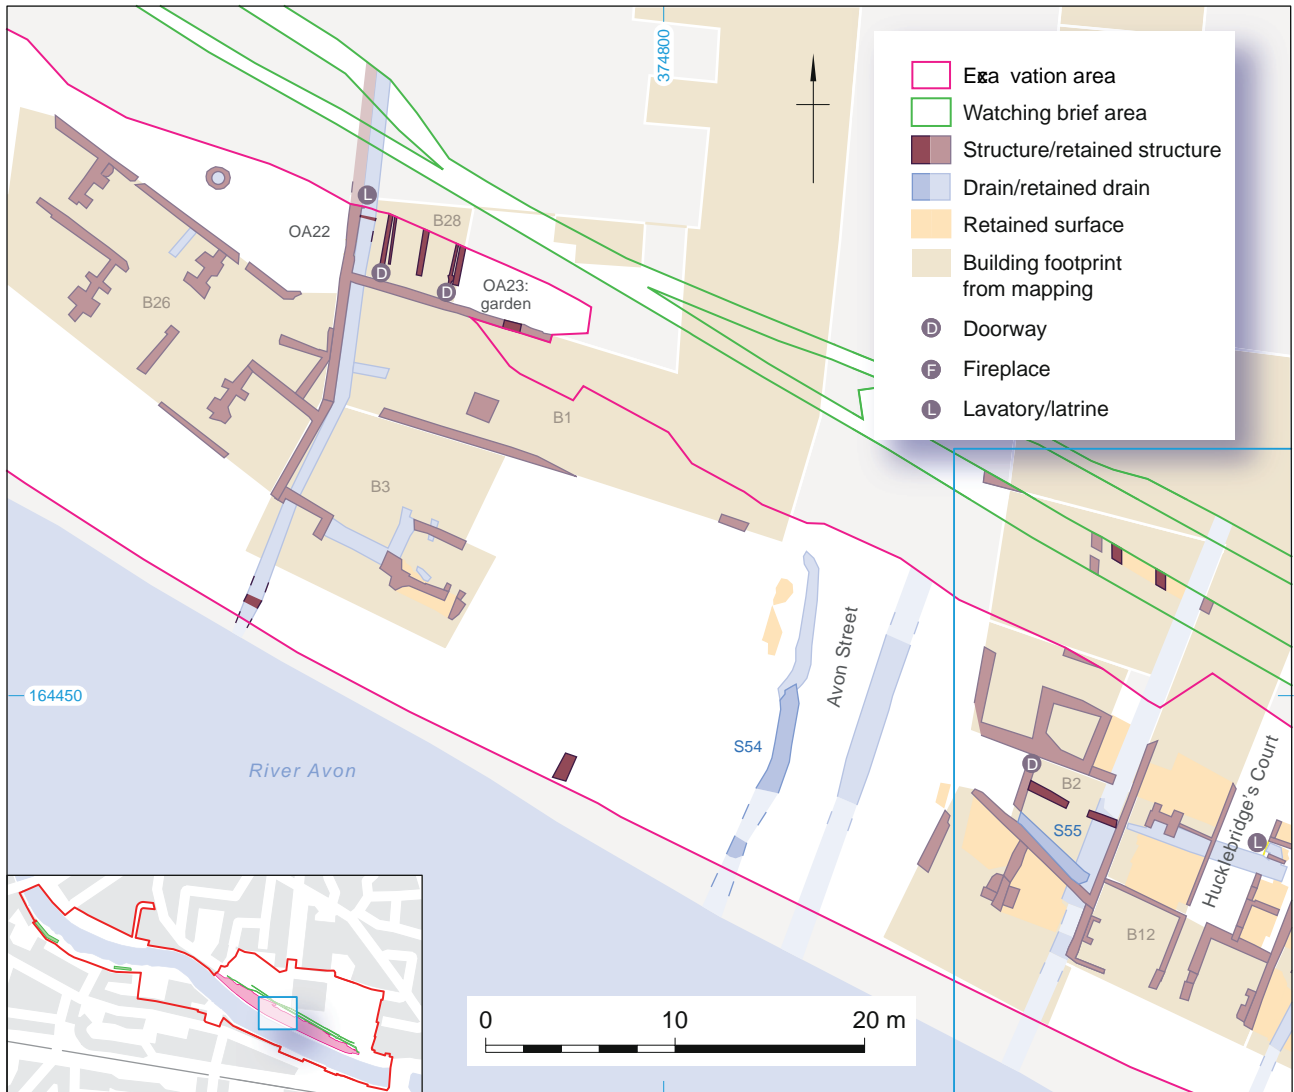 374800
Exca vation area
Watching brief area
Structure/retained structure
Drain/retained drain
Retained surface
Building footprint
from mapping
D Doorway
F Fireplace
L Lavatory/latrine
L
B28
OA22
D
D
OA23:
garden
B26
B1
B3
Avon Street
164450
S54
River Avon
D
B2
S55
Hucklebridge's Court
L
B12
0 10 20 m